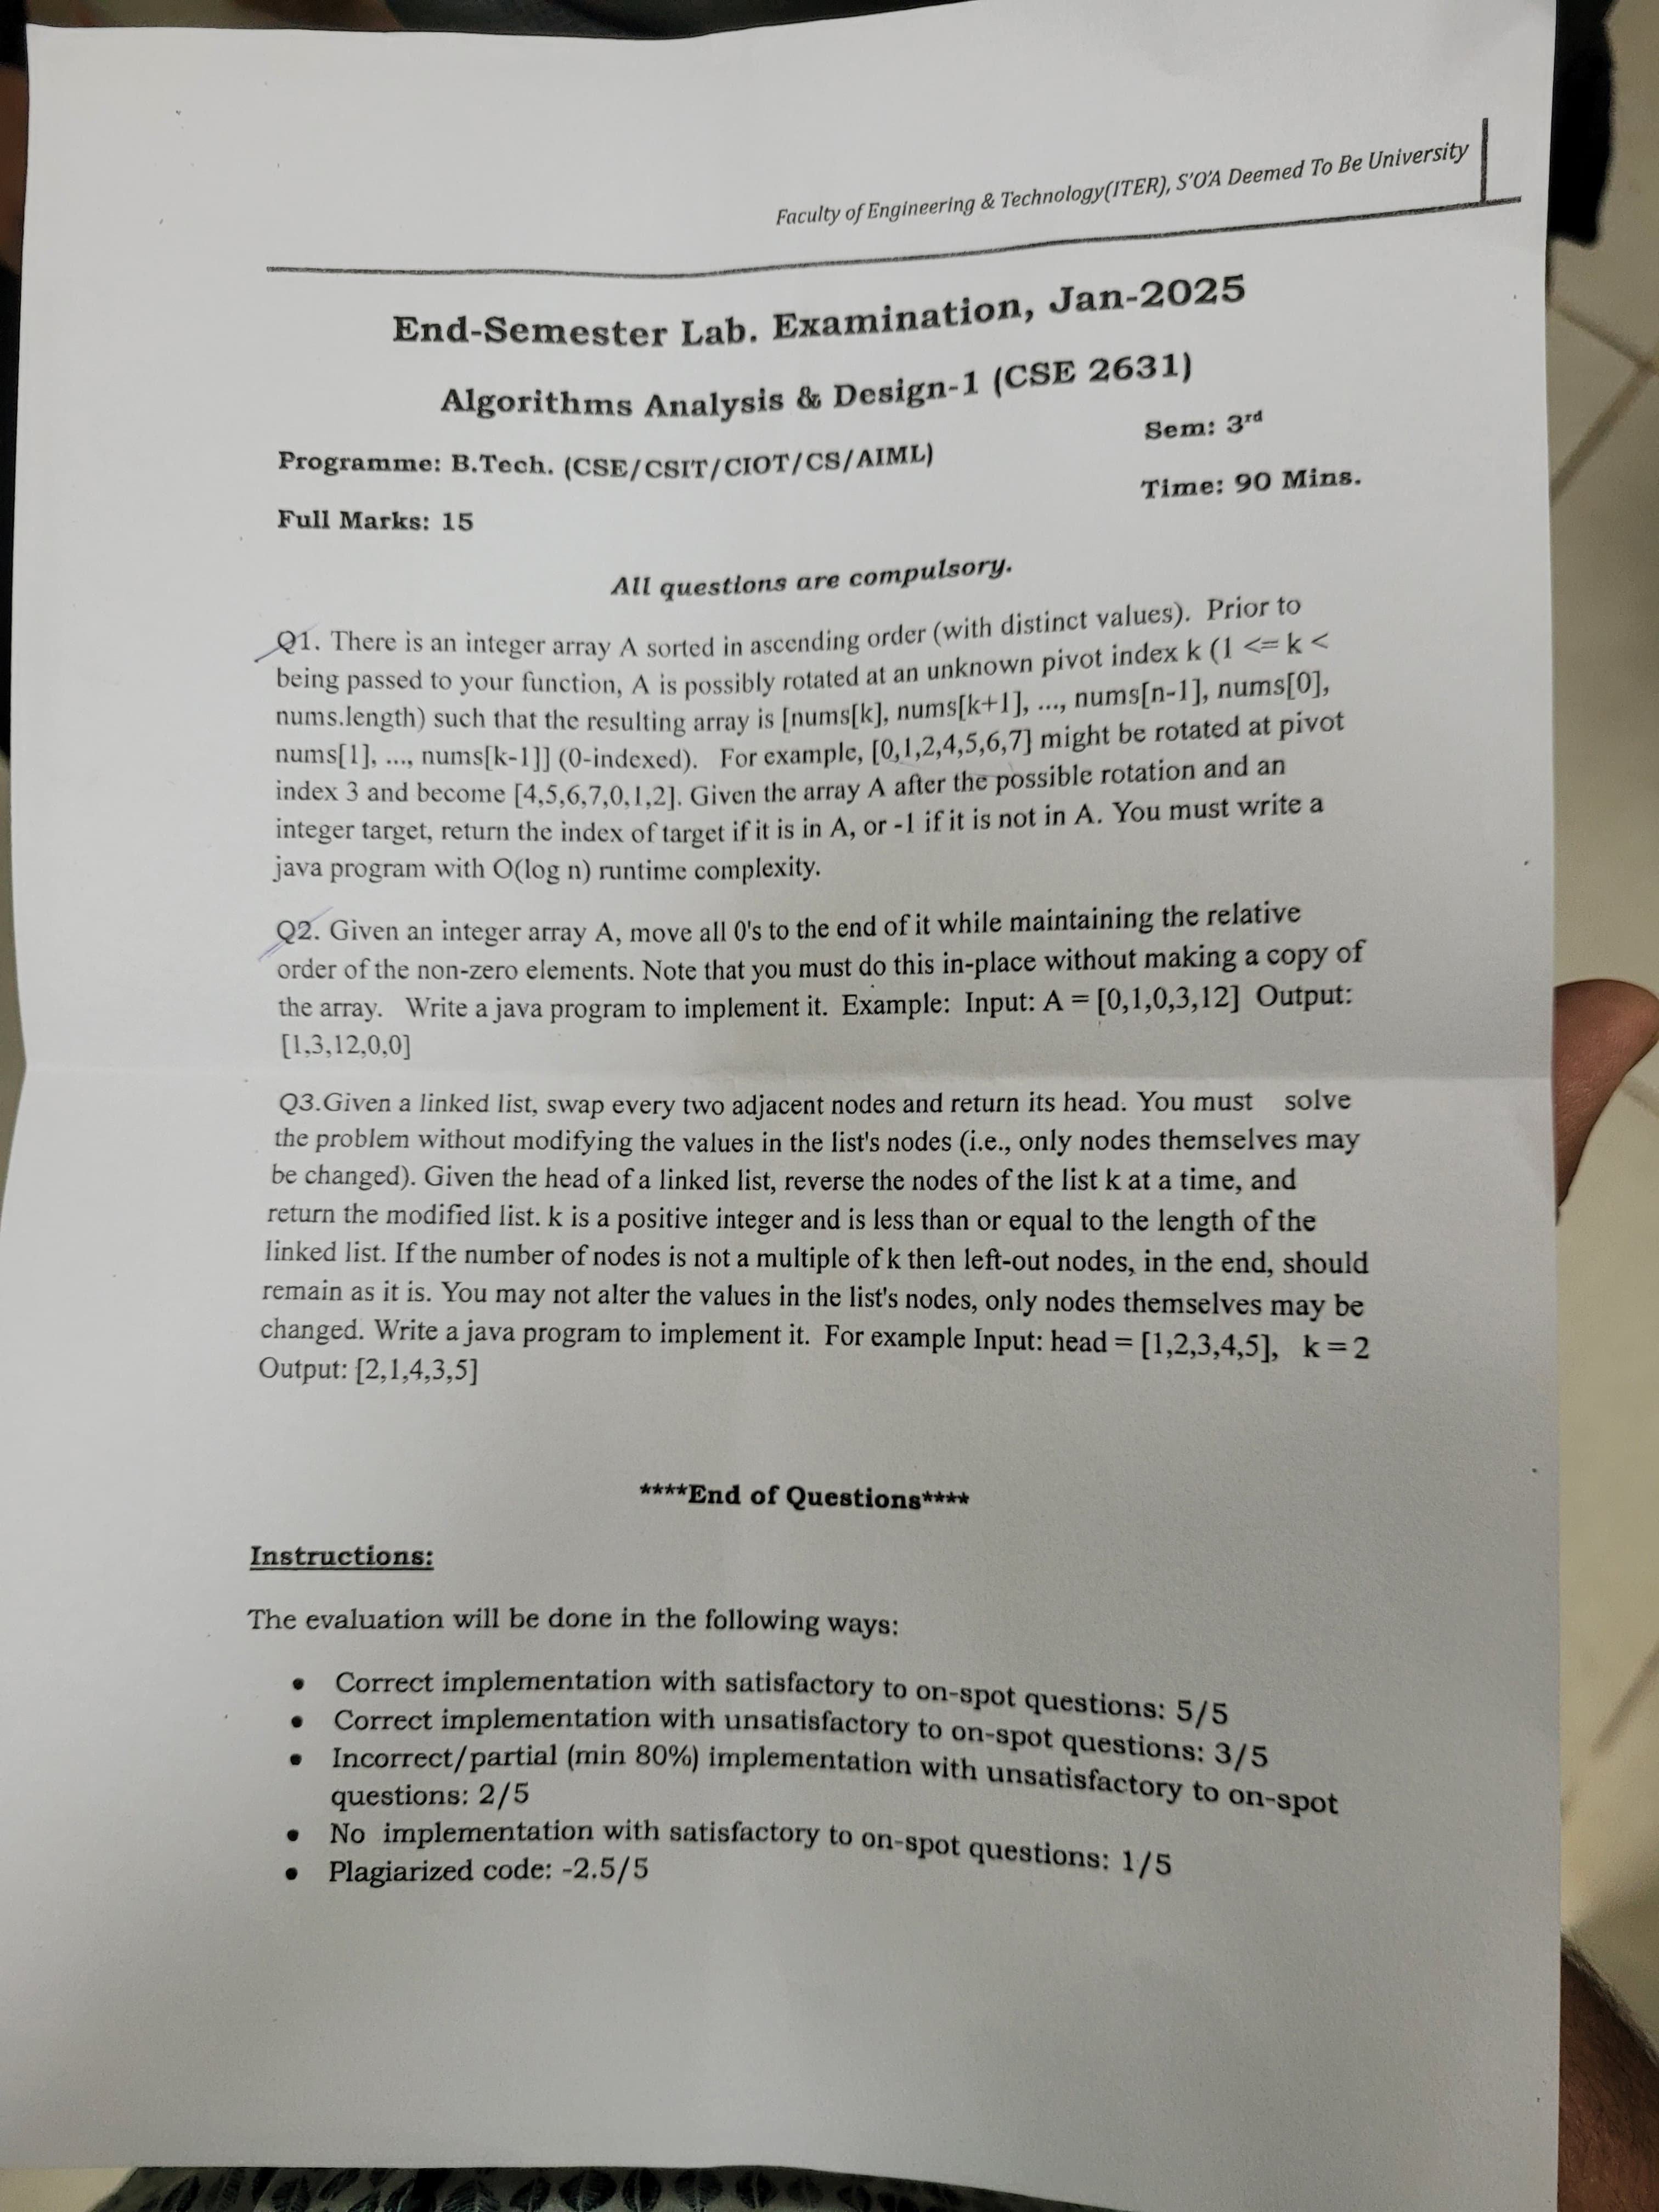 Faculty of Engineering & Technology(ITER), S'O'A Deemed To Be University
End-Semester Lab. Examination, Jan-2025
Algorithms Analysis & Design-1 (CSE 2631)
Programme: B.Tech. (CSE/CSIT/CIOT/CS/AIML)
Sem: 3rd
Full Marks: 15
Time: 90 Mins.
All questions are compulsory.
Q1. There is an integer array A sorted in ascending order (with distinct values). Prior to
being passed to your function, A is possibly rotated at an unknown pivot index k (1 <= k <
nums.length) such that the resulting array is [nums[k], nums[k+1], ..., nums[n-1], nums[0],
nums[1], ..., nums[k-1]] (0-indexed). For example, [0,1,2,4,5,6,7] might be rotated at pivot
index 3 and become [4,5,6,7,0,1,2]. Given the array A after the possible rotation and an
integer target, return the index of target if it is in A, or -1 if it is not in A. You must write a
java program with O(log n) runtime complexity.
Q2. Given an integer array A, move all 0's to the end of it while maintaining the relative
order of the non-zero elements. Note that you must do this in-place without making a copy of
the array. Write a java program to implement it. Example: Input: A = [0,1,0,3,12] Output:
[1,3,12,0,0]
Q3.Given a linked list, swap every two adjacent nodes and return its head. You must solve
the problem without modifying the values in the list's nodes (i.e., only nodes themselves may
be changed). Given the head of a linked list, reverse the nodes of the list k at a time, and
return the modified list. k is a positive integer and is less than or equal to the length of the
linked list. If the number of nodes is not a multiple of k then left-out nodes, in the end, should
remain as it is. You may not alter the values in the list's nodes, only nodes themselves may be
changed. Write a java program to implement it. For example Input: head = [1,2,3,4,5], k = 2
Output: [2,1,4,3,5]
****End of Questions****
Instructions:
The evaluation will be done in the following ways:
• Correct implementation with satisfactory to on-spot questions: 5/5
• Correct implementation with unsatisfactory to on-spot questions: 3/5
• Incorrect/partial (min 80%) implementation with unsatisfactory to on-spot
questions: 2/5
• No implementation with satisfactory to on-spot questions: 1/5
• Plagiarized code: -2.5/5